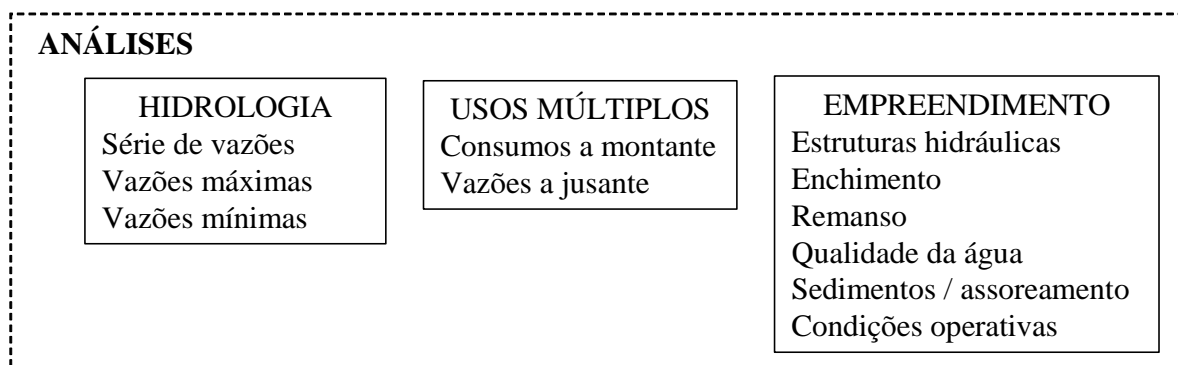 ANÁLISES
HIDROLOGIA
Série de vazões
Vazões máximas
Vazões mínimas
USOS MÚLTIPLOS
Consumos a montante
Vazões a jusante
EMPREENDIMENTO
Estruturas hidráulicas
Enchimento
Remanso
Qualidade da água
Sedimentos / assoreamento
Condições operativas